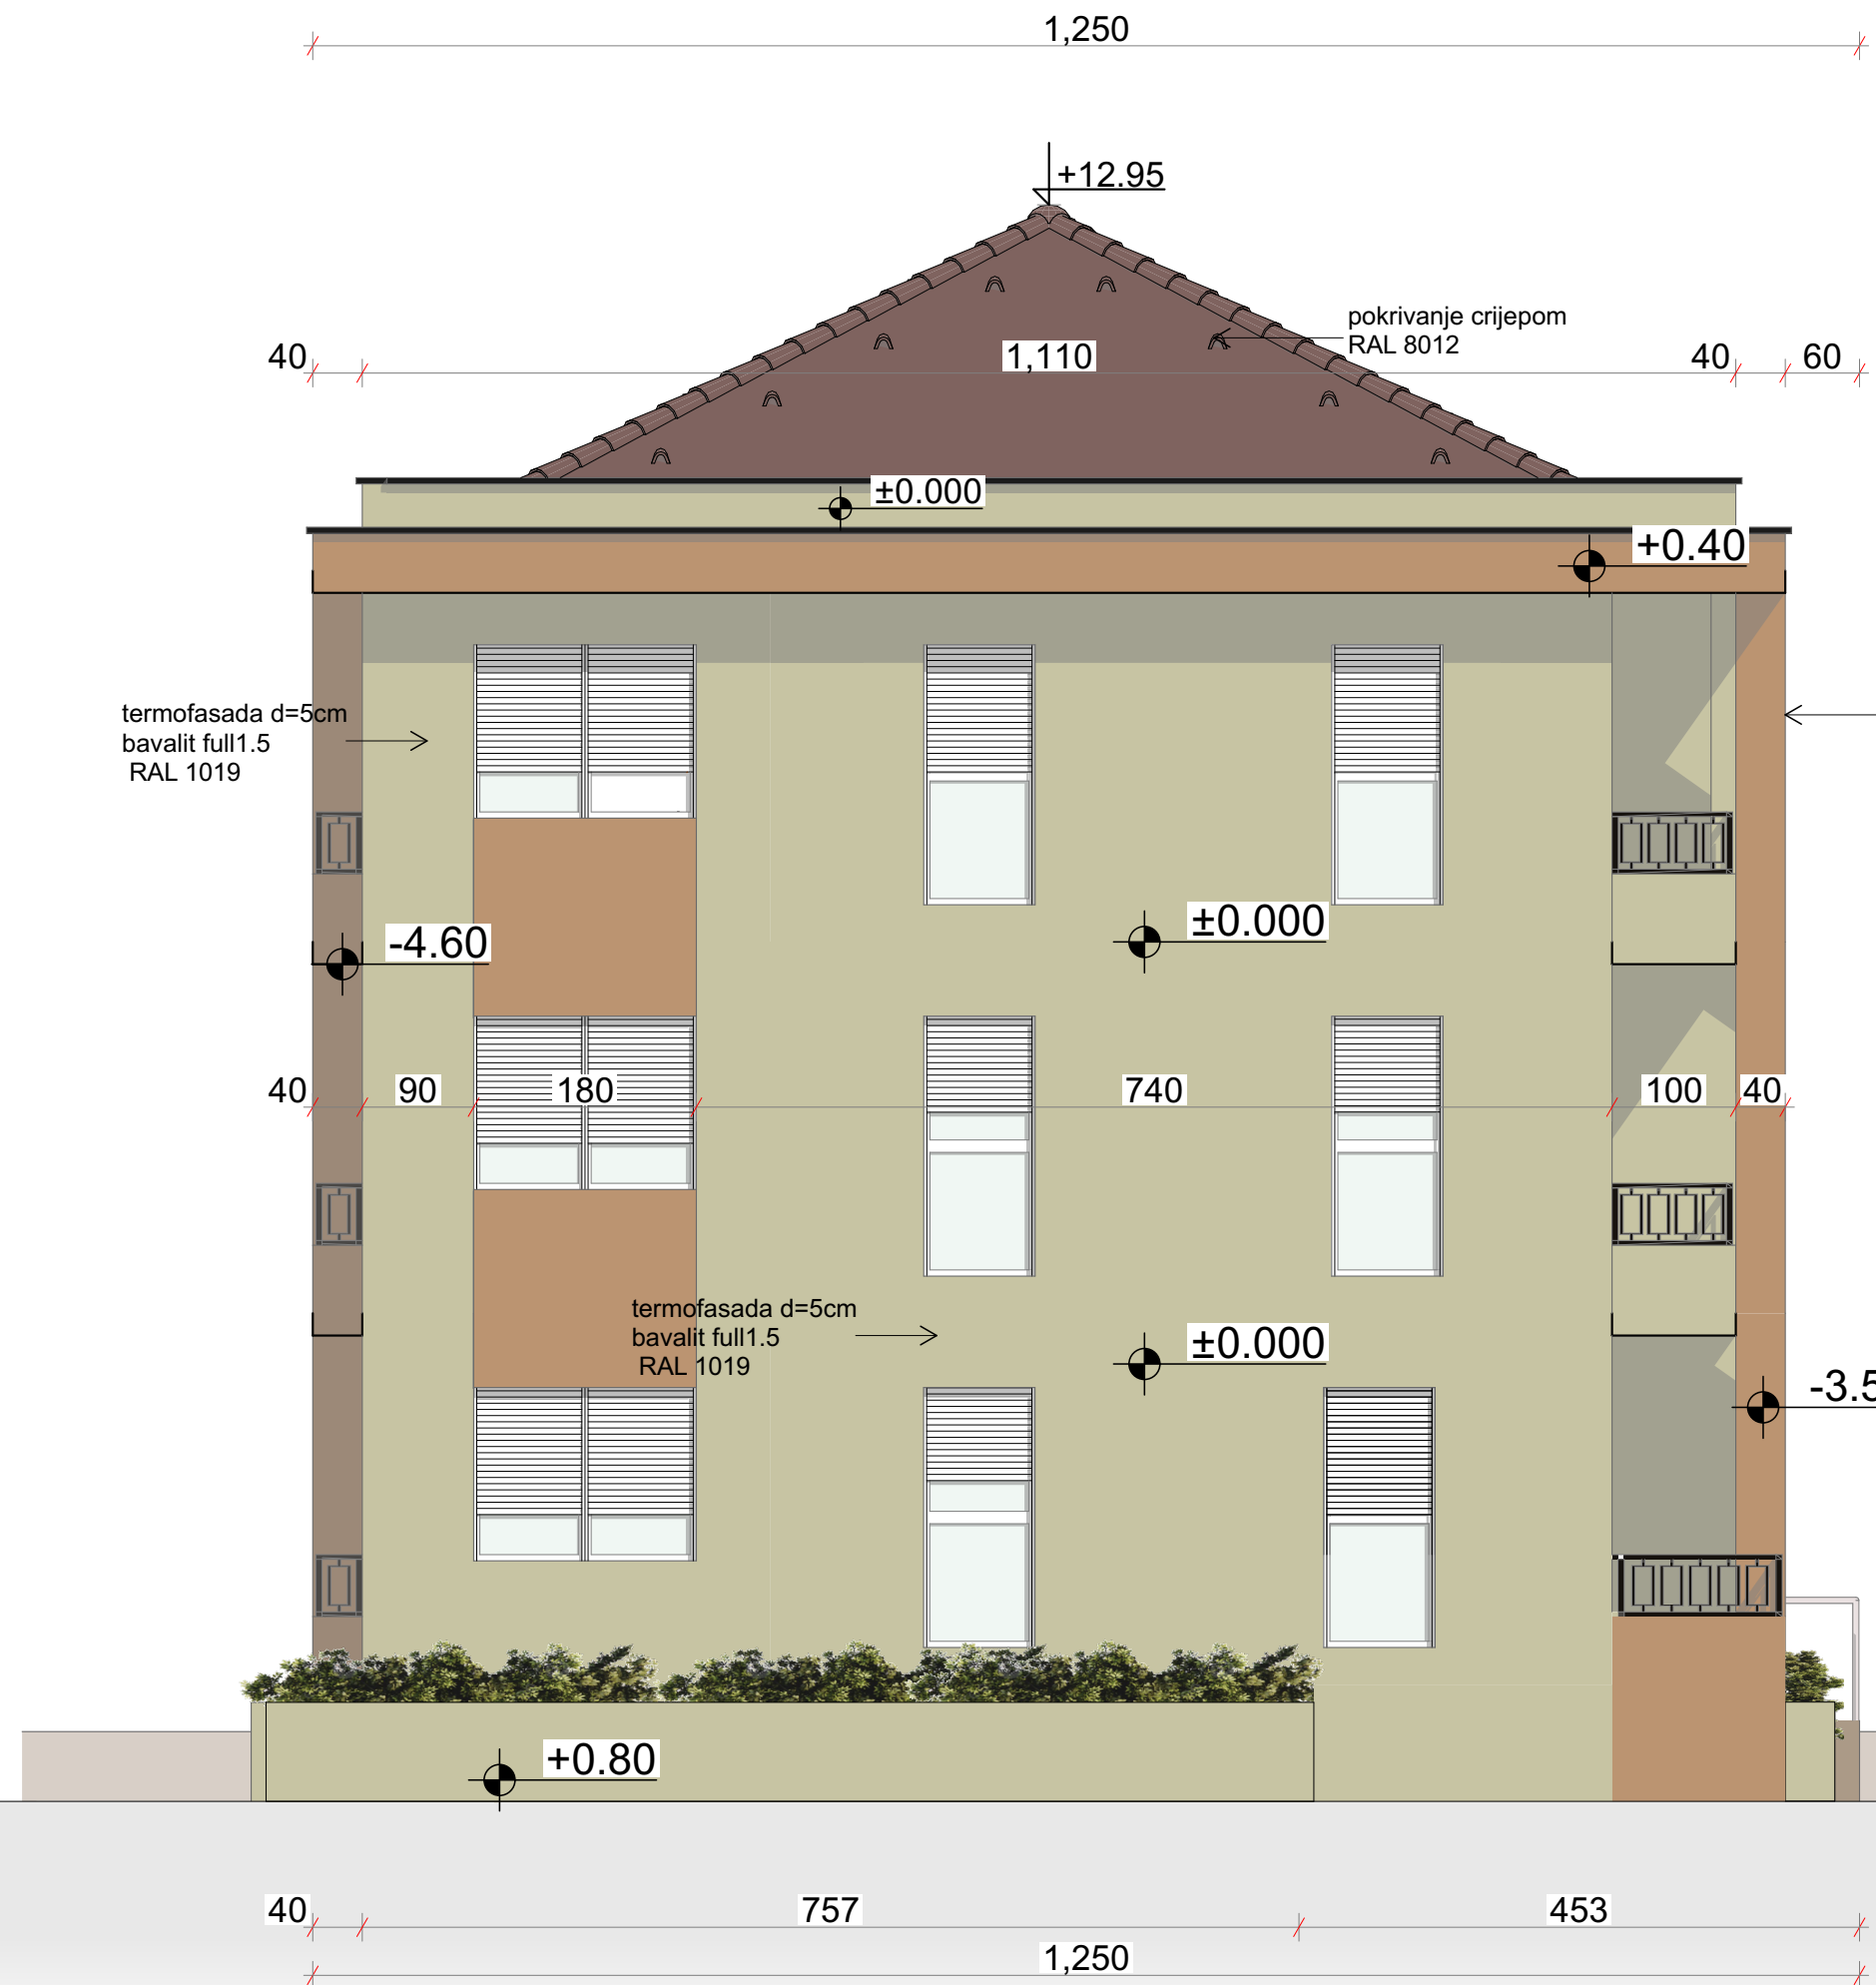 1,250
+12.95
pokrivanje crijepom
RAL 8012
40
1,110
40
60
±0.000
+0.40
termofasada d=5cm
bavalit full1.5
RAL 1019
-4.60
±0.000
40
90
180
740
100
40
termofasada d=5cm
bavalit full1.5
RAL 1019
±0.000
-3.5
+0.80
40
757
453
1,250